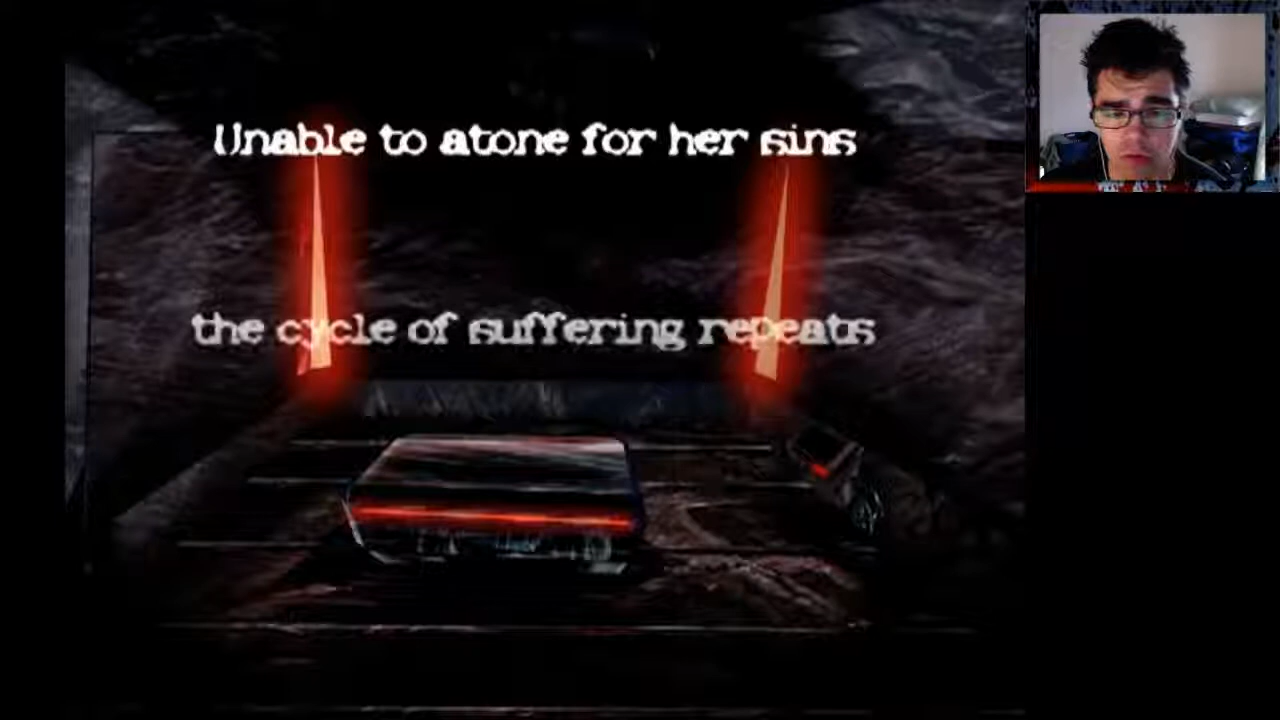 Unable to atone for her sins
the cycle of suffering repeats